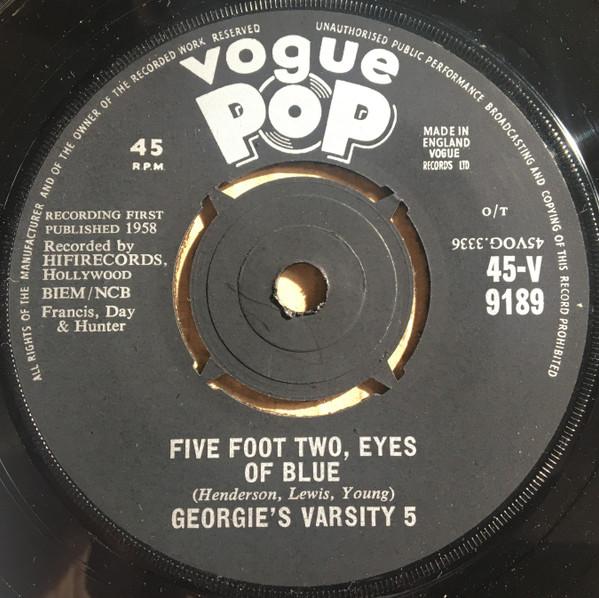 ALL RIGHTS OF THE MANUFACTURER AND OF THE OWNER OF THE RECORDED WORK RESERVED
UNAUTHORISED PUBLIC PERFORMANCE BROADCASTING AND COPYING OF THIS RECORD PROHIBITED
vogue
POP
45
R.P.M.
MADE IN
ENGLAND
VOGUE
RECORDS LTD
RECORDING FIRST
PUBLISHED 1958
Recorded by
HIFIRECORDS,
HOLLYWOOD
BIEM/NCB
Francis, Day
& Hunter
T/O
45VOG.3336
45-V
9189
FIVE FOOT TWO, EYES
OF BLUE
(Henderson, Lewis, Young)
GEORGIE'S VARSITY 5